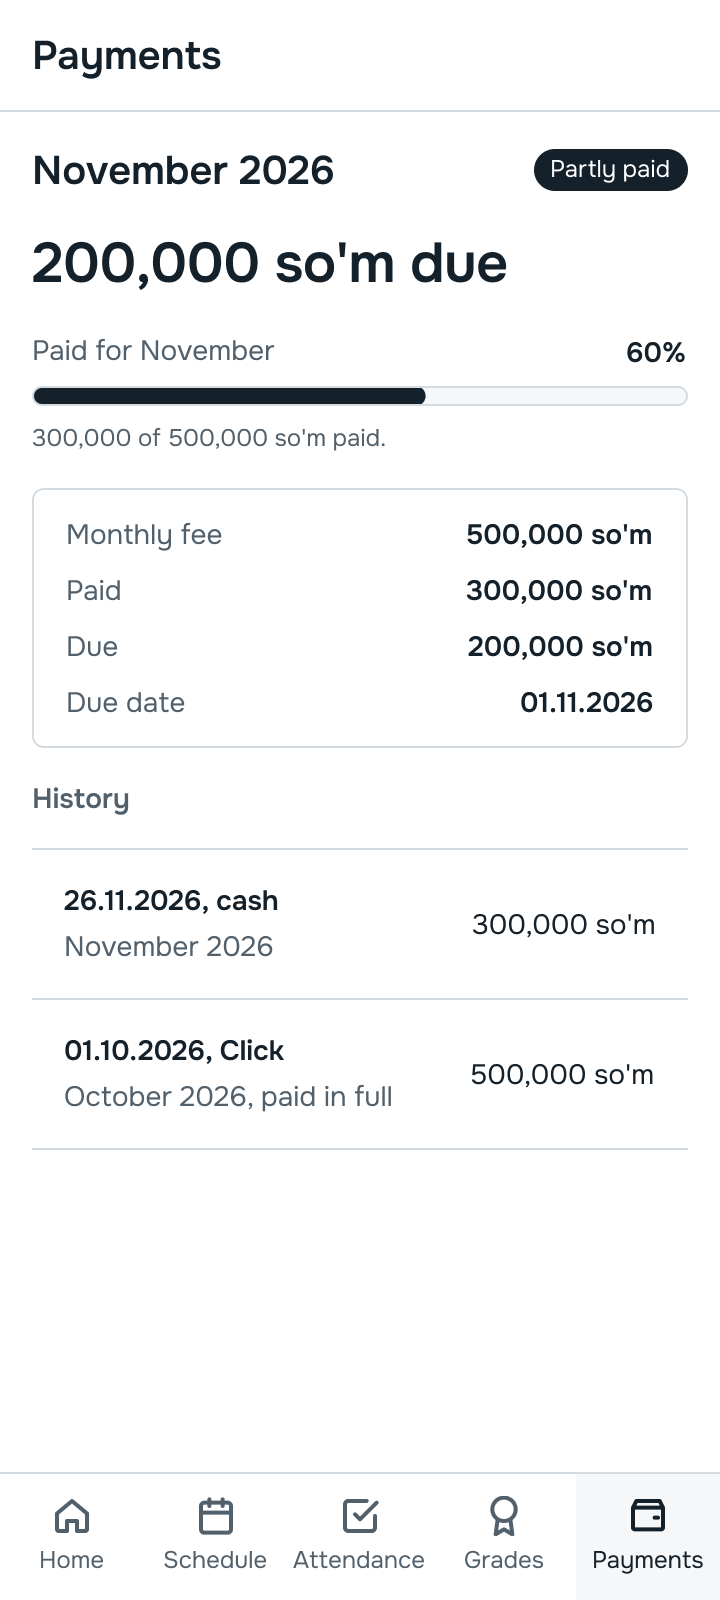 Payments
November 2026
Partly paid
200,000 so'm due
Paid for November
60%
300,000 of 500,000 so'm paid.
Monthly fee
500,000 so'm
Paid
300,000 so'm
Due
200,000 so'm
Due date
01.11.2026
History
26.11.2026, cash
November 2026
300,000 so'm
01.10.2026, Click
October 2026, paid in full
500,000 so'm
Home
Schedule
Attendance
Grades
Payments